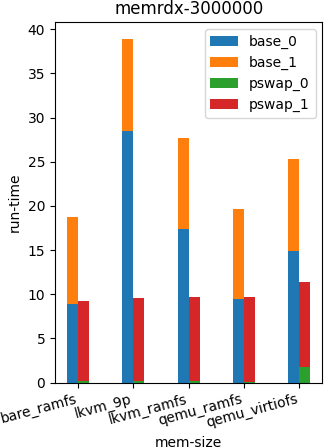 memrdx-3000000
base_0
base_1
pswap_0
pswap_1
40
35
30
25
20
15
10
5
0
run-time
bare_ramfs
lkvm_9p
lkvm_ramfs
qemu_ramfs
qemu_virtiofs
mem-size